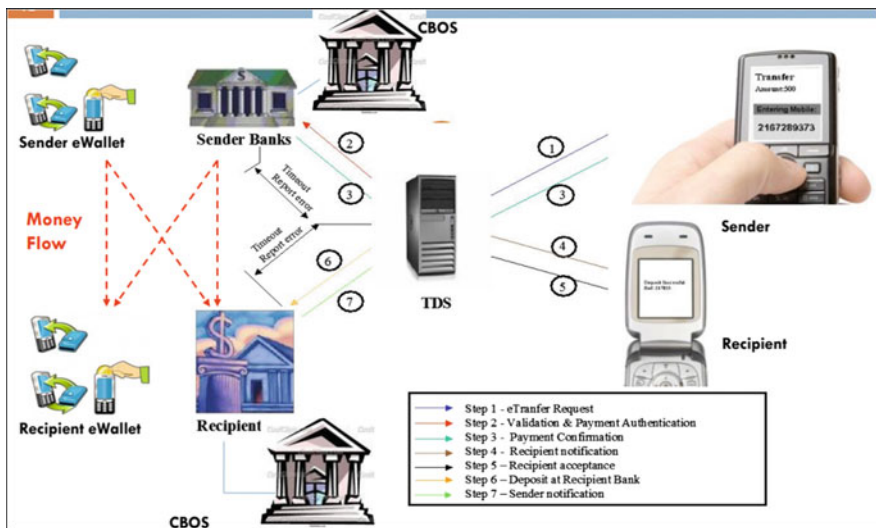 CBOS
Transfer
Amount:500
Entering Mobile:
2167289373
Sender eWallet
Sender Banks
2
1
3
3
Timeout
Report error
Money
Flow
Timeout
Report error
6
7
TDS
4
5
Sender
Deposit Successful
Recipient
Recipient eWallet
Recipient
Step 1 - eTranfer Request
Step 2 - Validation & Payment Authentication
Step 3 - Payment Confirmation
Step 4 - Recipient notification
Step 5 – Recipient acceptance
Step 6 – Deposit at Recipient Bank
Step 7 – Sender notification
CBOS